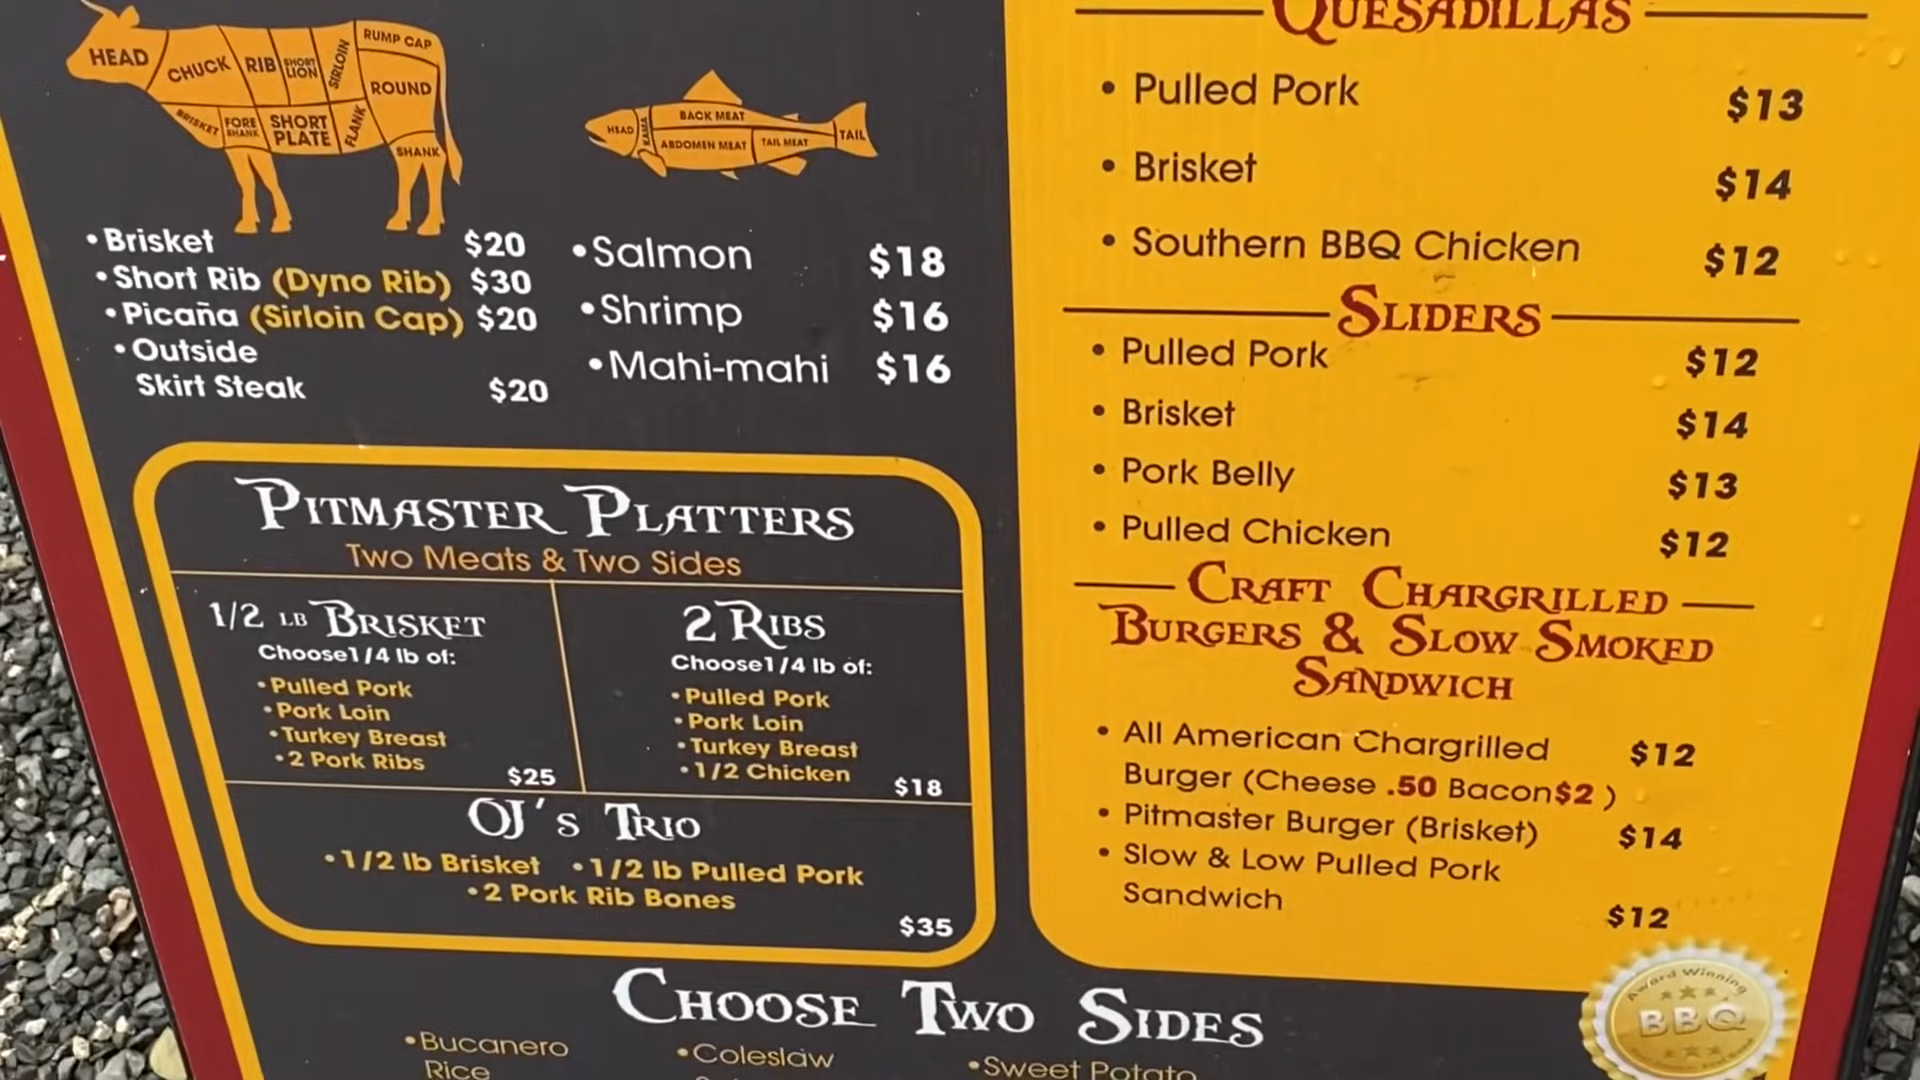 HEAD
CHUCK
RIB
SHORT
LION
SIRLOIN
RUMP CAP
ROUND
BRISKET
FORE
SHANK
SHORT
PLATE
FLANK
SHANK
•Brisket $20
•Short Rib (Dyno Rib) $30
•Picaña (Sirloin Cap) $20
•Outside
Skirt Steak $20
HEAD
KAMA
BACK MEAT
ABDOMEN MEAT
TAIL MEAT
TAIL
•Salmon $18
•Shrimp $16
•Mahi-mahi $16
PITMASTER PLATTERS
Two Meats & Two Sides
1/2 LB BRISKET
Choose1/4 lb of:
•Pulled Pork
•Pork Loin
•Turkey Breast
•2 Pork Ribs
$25
2 RIBS
Choose1/4 lb of:
•Pulled Pork
•Pork Loin
•Turkey Breast
•1/2 Chicken
$18
OJ's TRIO
•1/2 lb Brisket •1/2 lb Pulled Pork
•2 Pork Rib Bones
$35
QUESADILLAS
• Pulled Pork $13
• Brisket $14
• Southern BBQ Chicken $12
SLIDERS
• Pulled Pork $12
• Brisket $14
• Pork Belly $13
• Pulled Chicken $12
CRAFT CHARGRILLED
BURGERS & SLOW SMOKED
SANDWICH
• All American Chargrilled $12
Burger (Cheese .50 Bacon$2 )
• Pitmaster Burger (Brisket) $14
• Slow & Low Pulled Pork
Sandwich $12
Award Winning
BBQ
CHOOSE TWO SIDES
•Bucanero
Rice
•Coleslaw
•Sweet Potato